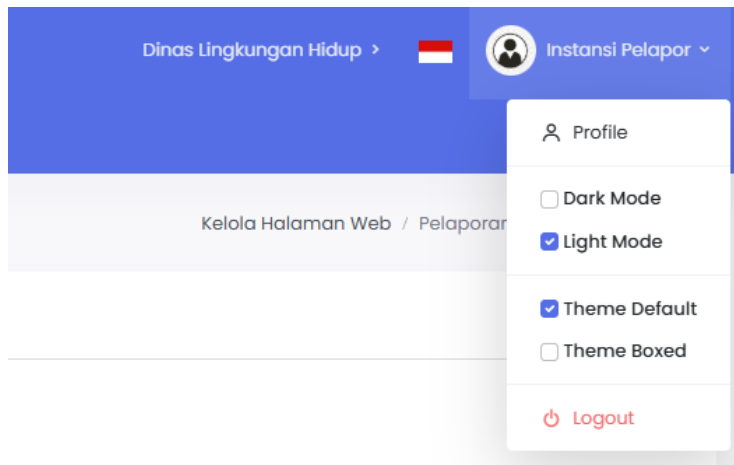 Dinas Lingkungan Hidup >
Instansi Pelapor
Profile
Dark Mode
Kelola Halaman Web / Pelaporan
Light Mode
Theme Default
Theme Boxed
Logout